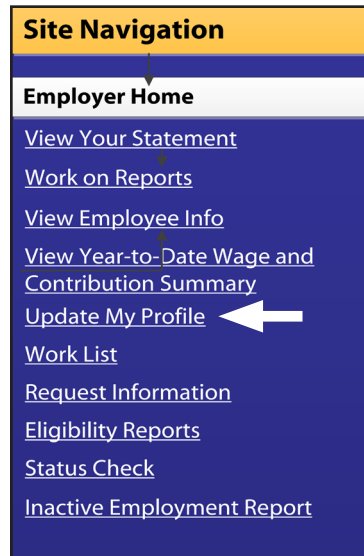 Site Navigation
Employer Home
View Your Statement
Work on Reports
View Employee Info
View Year-to-Date Wage and
Contribution Summary
Update My Profile
Work List
Request Information
Eligibility Reports
Status Check
Inactive Employment Report